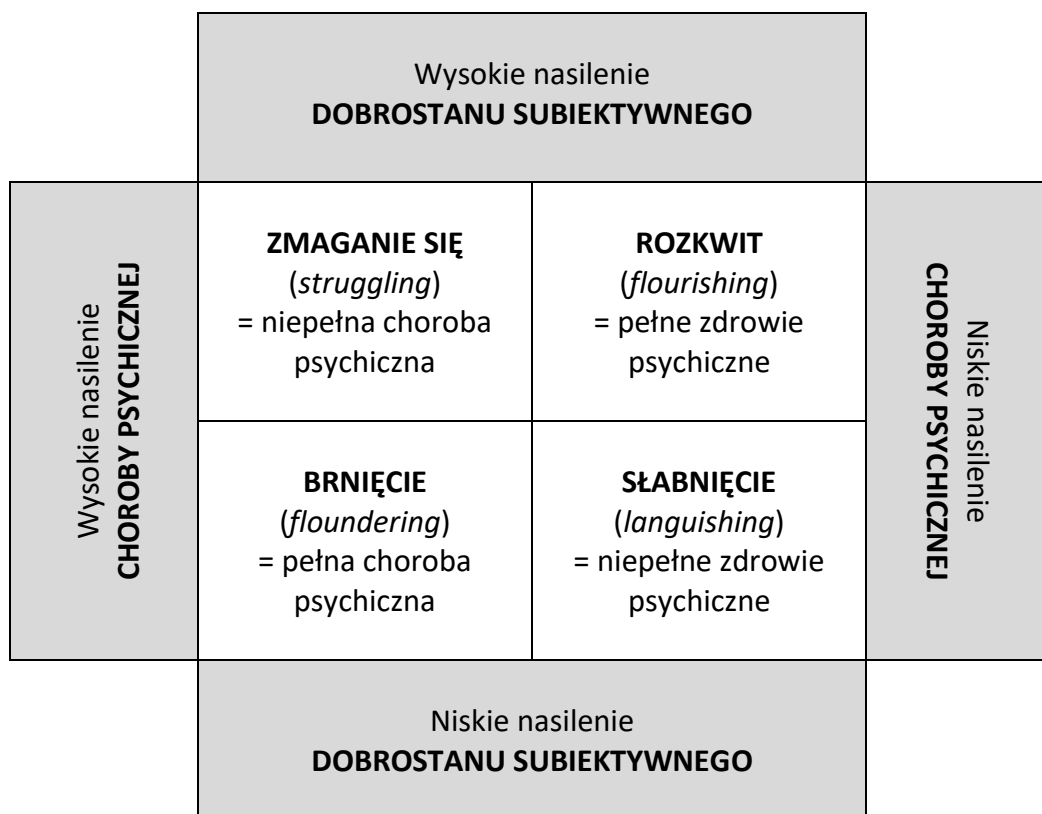 Wysokie nasilenie
DOBROSTANU SUBIEKTYWNEGO
Wysokie nasilenie
CHOROBY PSYCHICZNEJ
ZMAGANIE SIĘ
(struggling)
= niepełna choroba
psychiczna
ROZKWIT
(flourishing)
= pełne zdrowie
psychiczne
BRNIĘCIE
(floundering)
= pełna choroba
psychiczna
SŁABNIĘCIE
(languishing)
= niepełne zdrowie
psychiczne
Niskie nasilenie
CHOROBY PSYCHICZNEJ
Niskie nasilenie
DOBROSTANU SUBIEKTYWNEGO